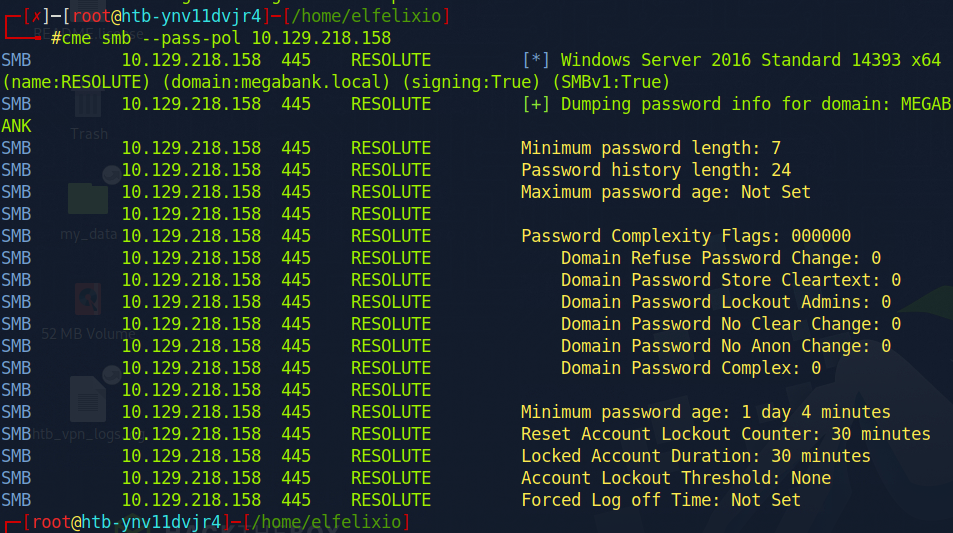 ┌─[✗]─[root@htb-ynv11dvjr4]─[/home/elfelixio]
└──╼ #cme smb --pass-pol 10.129.218.158
SMB 10.129.218.158 445 RESOLUTE [*] Windows Server 2016 Standard 14393 x64
(name:RESOLUTE) (domain:megabank.local) (signing:True) (SMBv1:True)
SMB 10.129.218.158 445 RESOLUTE [+] Dumping password info for domain: MEGAB
ANK
SMB 10.129.218.158 445 RESOLUTE Minimum password length: 7
SMB 10.129.218.158 445 RESOLUTE Password history length: 24
SMB 10.129.218.158 445 RESOLUTE Maximum password age: Not Set
SMB 10.129.218.158 445 RESOLUTE
SMB 10.129.218.158 445 RESOLUTE Password Complexity Flags: 000000
SMB 10.129.218.158 445 RESOLUTE Domain Refuse Password Change: 0
SMB 10.129.218.158 445 RESOLUTE Domain Password Store Cleartext: 0
SMB 10.129.218.158 445 RESOLUTE Domain Password Lockout Admins: 0
SMB 10.129.218.158 445 RESOLUTE Domain Password No Clear Change: 0
SMB 10.129.218.158 445 RESOLUTE Domain Password No Anon Change: 0
SMB 10.129.218.158 445 RESOLUTE Domain Password Complex: 0
SMB 10.129.218.158 445 RESOLUTE
SMB 10.129.218.158 445 RESOLUTE Minimum password age: 1 day 4 minutes
SMB 10.129.218.158 445 RESOLUTE Reset Account Lockout Counter: 30 minutes
SMB 10.129.218.158 445 RESOLUTE Locked Account Duration: 30 minutes
SMB 10.129.218.158 445 RESOLUTE Account Lockout Threshold: None
SMB 10.129.218.158 445 RESOLUTE Forced Log off Time: Not Set
┌─[root@htb-ynv11dvjr4]─[/home/elfelixio]
Trash
my_data
52 MB Volume